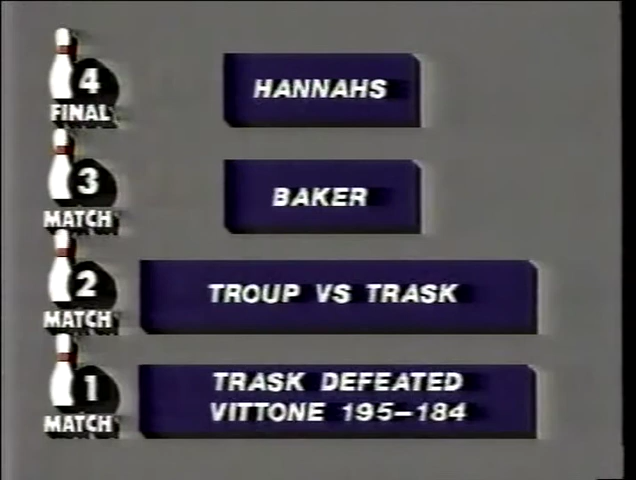 4
FINAL
HANNAHS
3
MATCH
BAKER
2
MATCH
TROUP VS TRASK
1
MATCH
TRASK DEFEATED
VITTONE 195-184